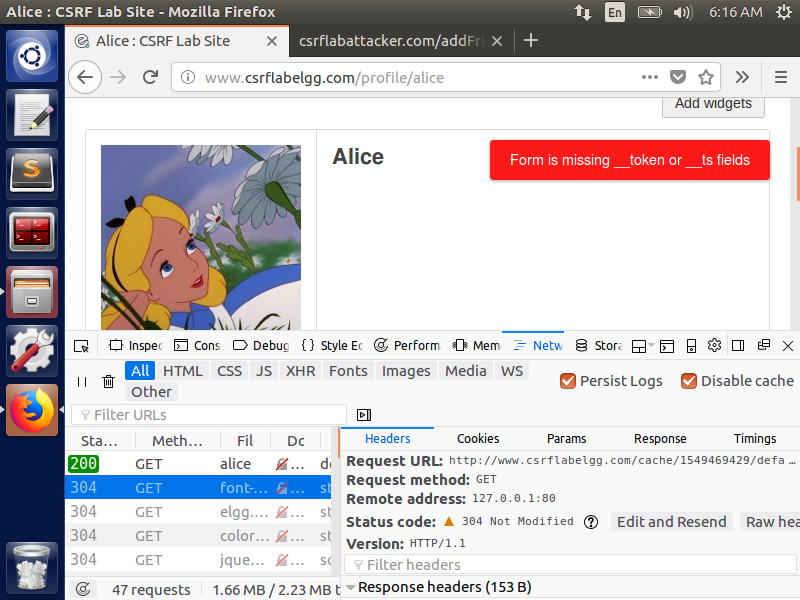 Alice : CSRF Lab Site - Mozilla Firefox
En
6:16 AM
Alice : CSRF Lab Site
csrflabattacker.com/addFri
www.csrflabelgg.com/profile/alice
Add widgets
Alice
Form is missing __token or __ts fields
Inspec
Cons
Debug
Style Ec
Perform
Mem
Netw
Stora
All
HTML
CSS
JS
XHR
Fonts
Images
Media
WS
Other
Persist Logs
Disable cache
Filter URLs
Sta…
Meth…
Fil
Dc
200
GET
alice
…
304
GET
font-…
…
st
304
GET
elgg.…
…
st
304
GET
color…
…
st
304
GET
jque…
…
sc
47 requests
1.66 MB / 2.23 MB t
Headers
Cookies
Params
Response
Timings
Request URL: http://www.csrflabelgg.com/cache/1549469429/defa…
Request method: GET
Remote address: 127.0.0.1:80
Status code: 304 Not Modified
Edit and Resend
Raw hea
Version: HTTP/1.1
Filter headers
Response headers (153 B)